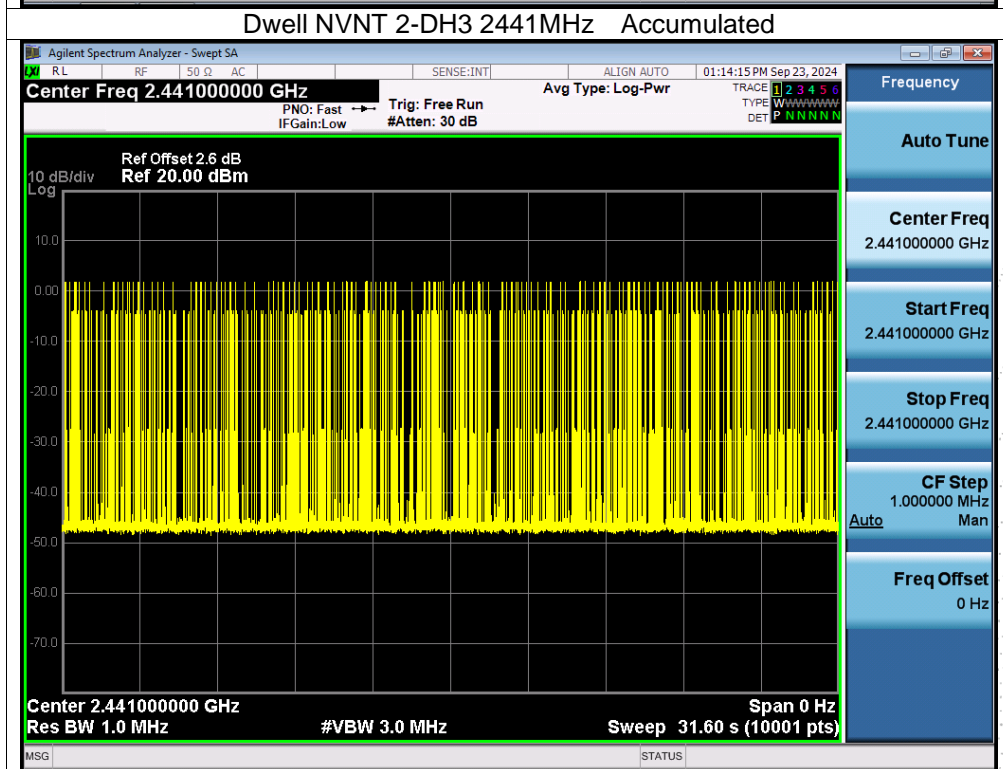 Dwell NVNT 2-DH3 2441MHz Accumulated
Agilent Spectrum Analyzer - Swept SA
LXI RL RF 50 Ω AC SENSE:INT ALIGN AUTO 01:14:15 PM Sep 23, 2024
Center Freq 2.441000000 GHz
PNO: Fast
IFGain:Low
Trig: Free Run
#Atten: 30 dB
Avg Type: Log-Pwr
TRACE 1 2 3 4 5 6
TYPE WWWWWW
DET P N N N N N
Ref Offset 2.6 dB
10 dB/div Ref 20.00 dBm
Log
10.0
0.00
-10.0
-20.0
-30.0
-40.0
-50.0
-60.0
-70.0
Center 2.441000000 GHz Span 0 Hz
Res BW 1.0 MHz #VBW 3.0 MHz Sweep 31.60 s (10001 pts)
MSG STATUS
Frequency
Auto Tune
Center Freq
2.441000000 GHz
Start Freq
2.441000000 GHz
Stop Freq
2.441000000 GHz
CF Step
1.000000 MHz
Auto Man
Freq Offset
0 Hz